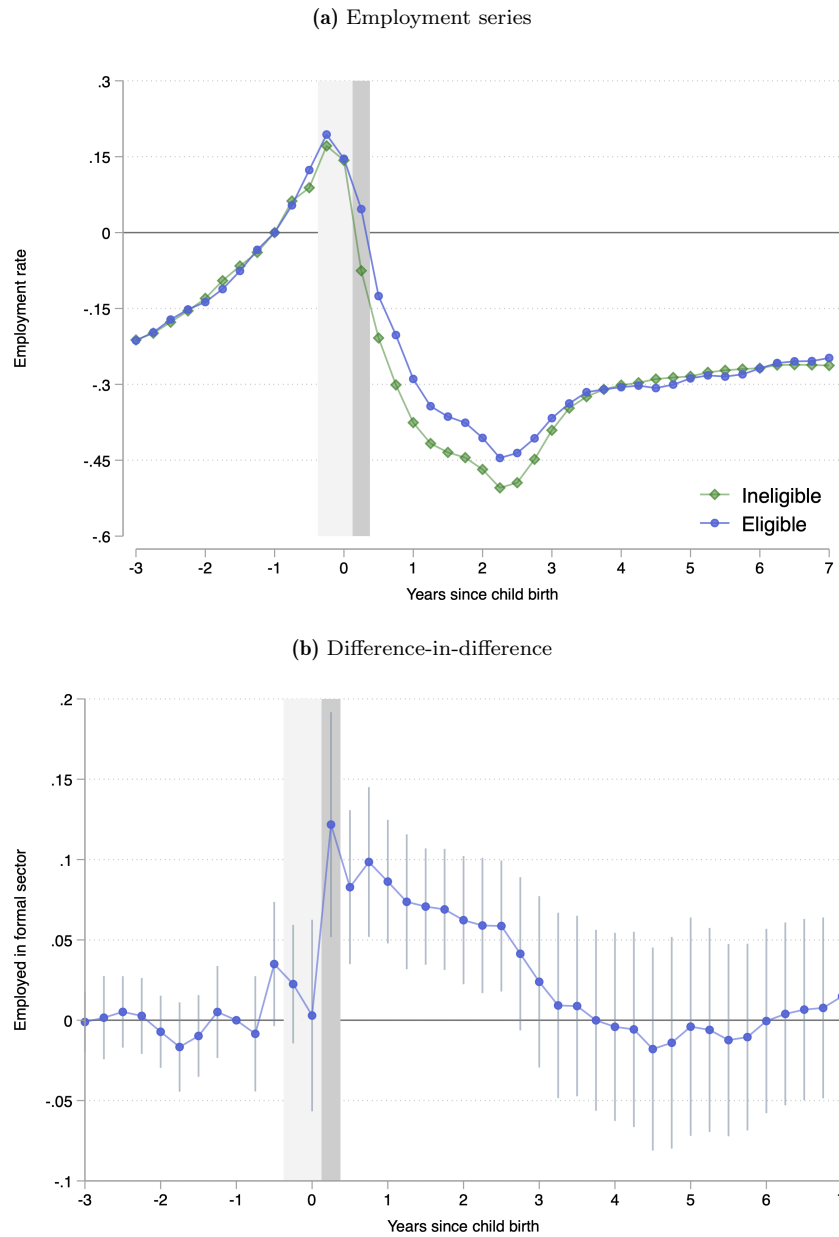 (a) Employment series
.3
.15
0
-.15
-.3
-.45
-.6
Employment rate
Ineligible
Eligible
-3 -2 -1 0 1 2 3 4 5 6 7
Years since child birth
(b) Difference-in-difference
.2
.15
.1
.05
0
-.05
-.1
Employed in formal sector
-3 -2 -1 0 1 2 3 4 5 6
Years since child birth